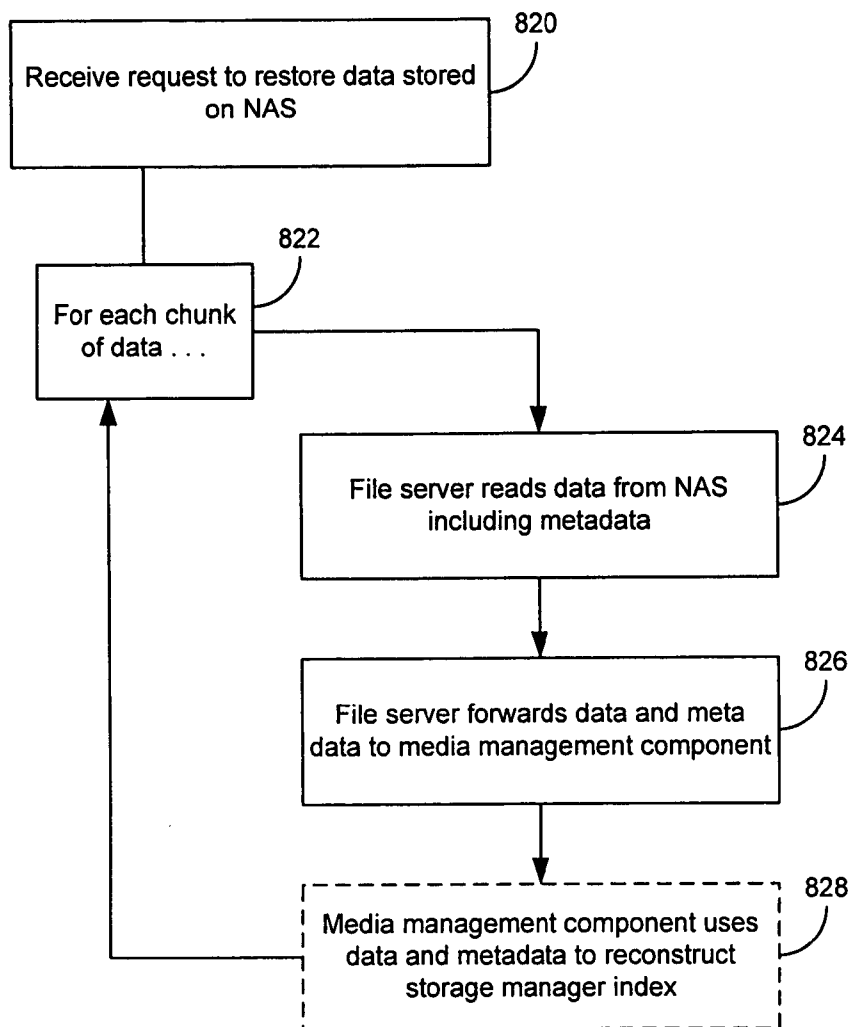 820
Receive request to restore data stored
on NAS
822
For each chunk
of data . . .
824
File server reads data from NAS
including metadata
826
File server forwards data and meta
data to media management component
828
Media management component uses
data and metadata to reconstruct
storage manager index